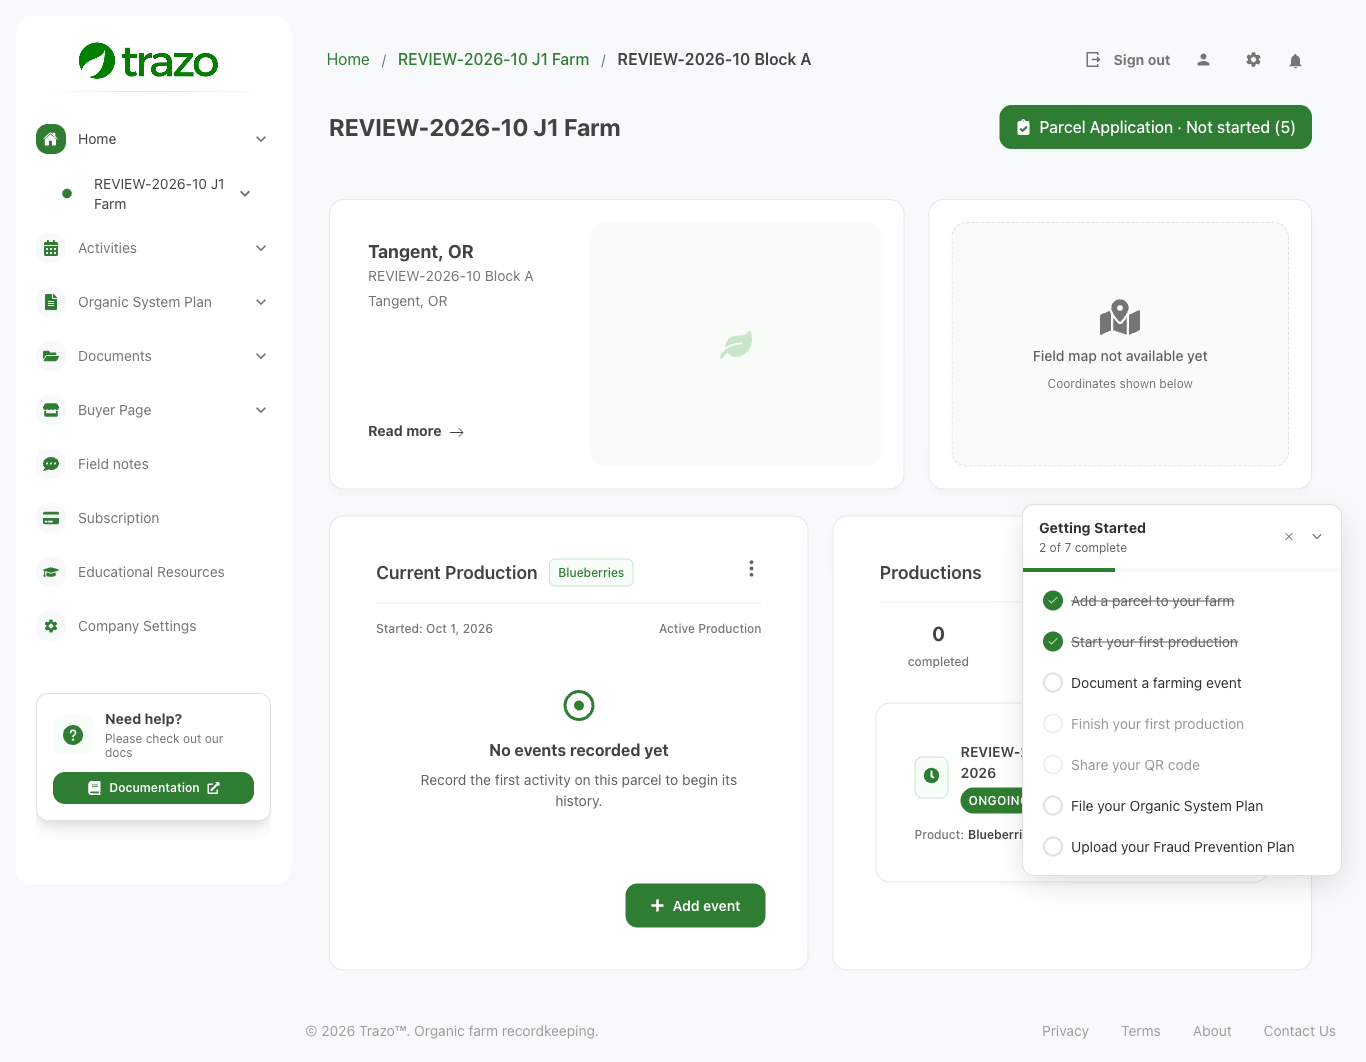 trazo
Home / REVIEW-2026-10 J1 Farm / REVIEW-2026-10 Block A
Sign out
REVIEW-2026-10 J1 Farm
Parcel Application · Not started (5)
Home
REVIEW-2026-10 J1
Farm
Activities
Organic System Plan
Documents
Buyer Page
Field notes
Subscription
Educational Resources
Company Settings
Need help?
Please check out our
docs
Documentation
Tangent, OR
REVIEW-2026-10 Block A
Tangent, OR
Read more
Field map not available yet
Coordinates shown below
Current Production
Blueberries
Started: Oct 1, 2026
Active Production
No events recorded yet
Record the first activity on this parcel to begin its
history.
Add event
Productions
0
completed
REVIEW-
2026
Product:
Getting Started
2 of 7 complete
Add a parcel to your farm
Start your first production
Document a farming event
Finish your first production
Share your QR code
File your Organic System Plan
Upload your Fraud Prevention Plan
© 2026 Trazo™. Organic farm recordkeeping.
Privacy
Terms
About
Contact Us